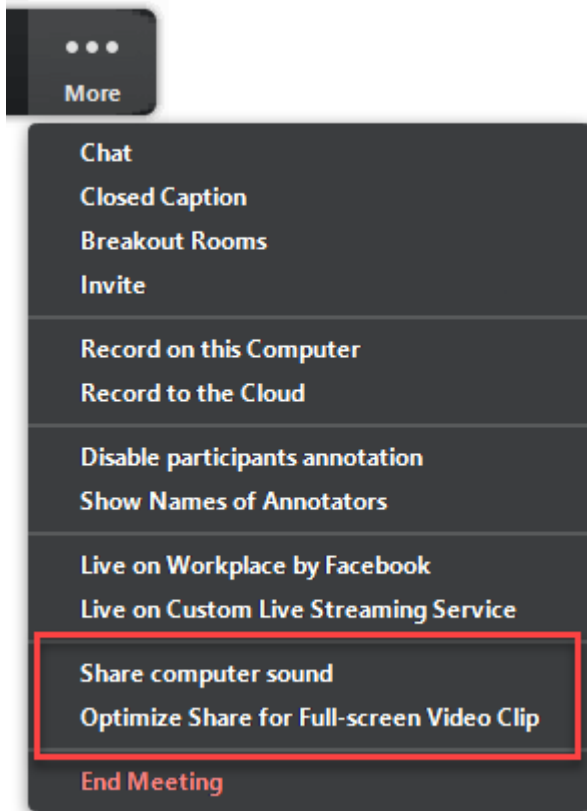 More
Chat
Closed Caption
Breakout Rooms
Invite
Record on this Computer
Record to the Cloud
Disable participants annotation
Show Names of Annotators
Live on Workplace by Facebook
Live on Custom Live Streaming Service
Share computer sound
Optimize Share for Full-screen Video Clip
End Meeting